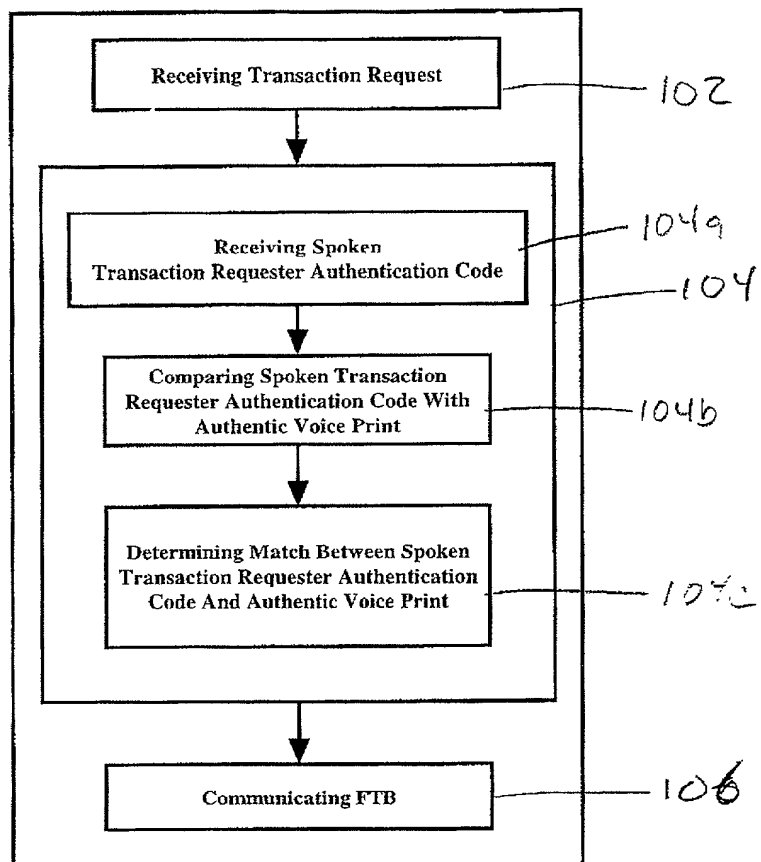 Receiving Transaction Request
102
Receiving Spoken
Transaction Requester Authentication Code
104a
104
Comparing Spoken Transaction
Requester Authentication Code With
Authentic Voice Print
104b
Determining Match Between Spoken
Transaction Requester Authentication
Code And Authentic Voice Print
104c
Communicating FTB
106